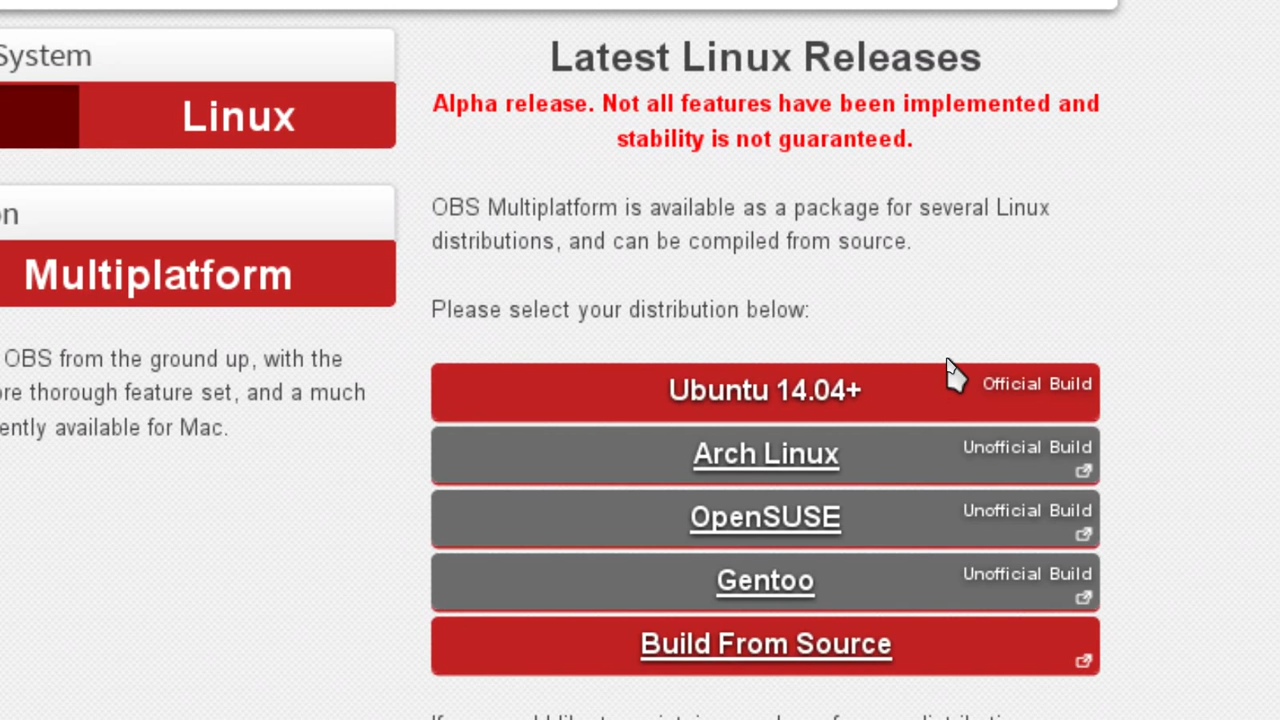 System
Linux
on
Multiplatform
OBS from the ground up, with the
ore thorough feature set, and a much
ently available for Mac.
Latest Linux Releases
Alpha release. Not all features have been implemented and
stability is not guaranteed.
OBS Multiplatform is available as a package for several Linux
distributions, and can be compiled from source.
Please select your distribution below:
Ubuntu 14.04+ Official Build
Arch Linux Unofficial Build
OpenSUSE Unofficial Build
Gentoo Unofficial Build
Build From Source